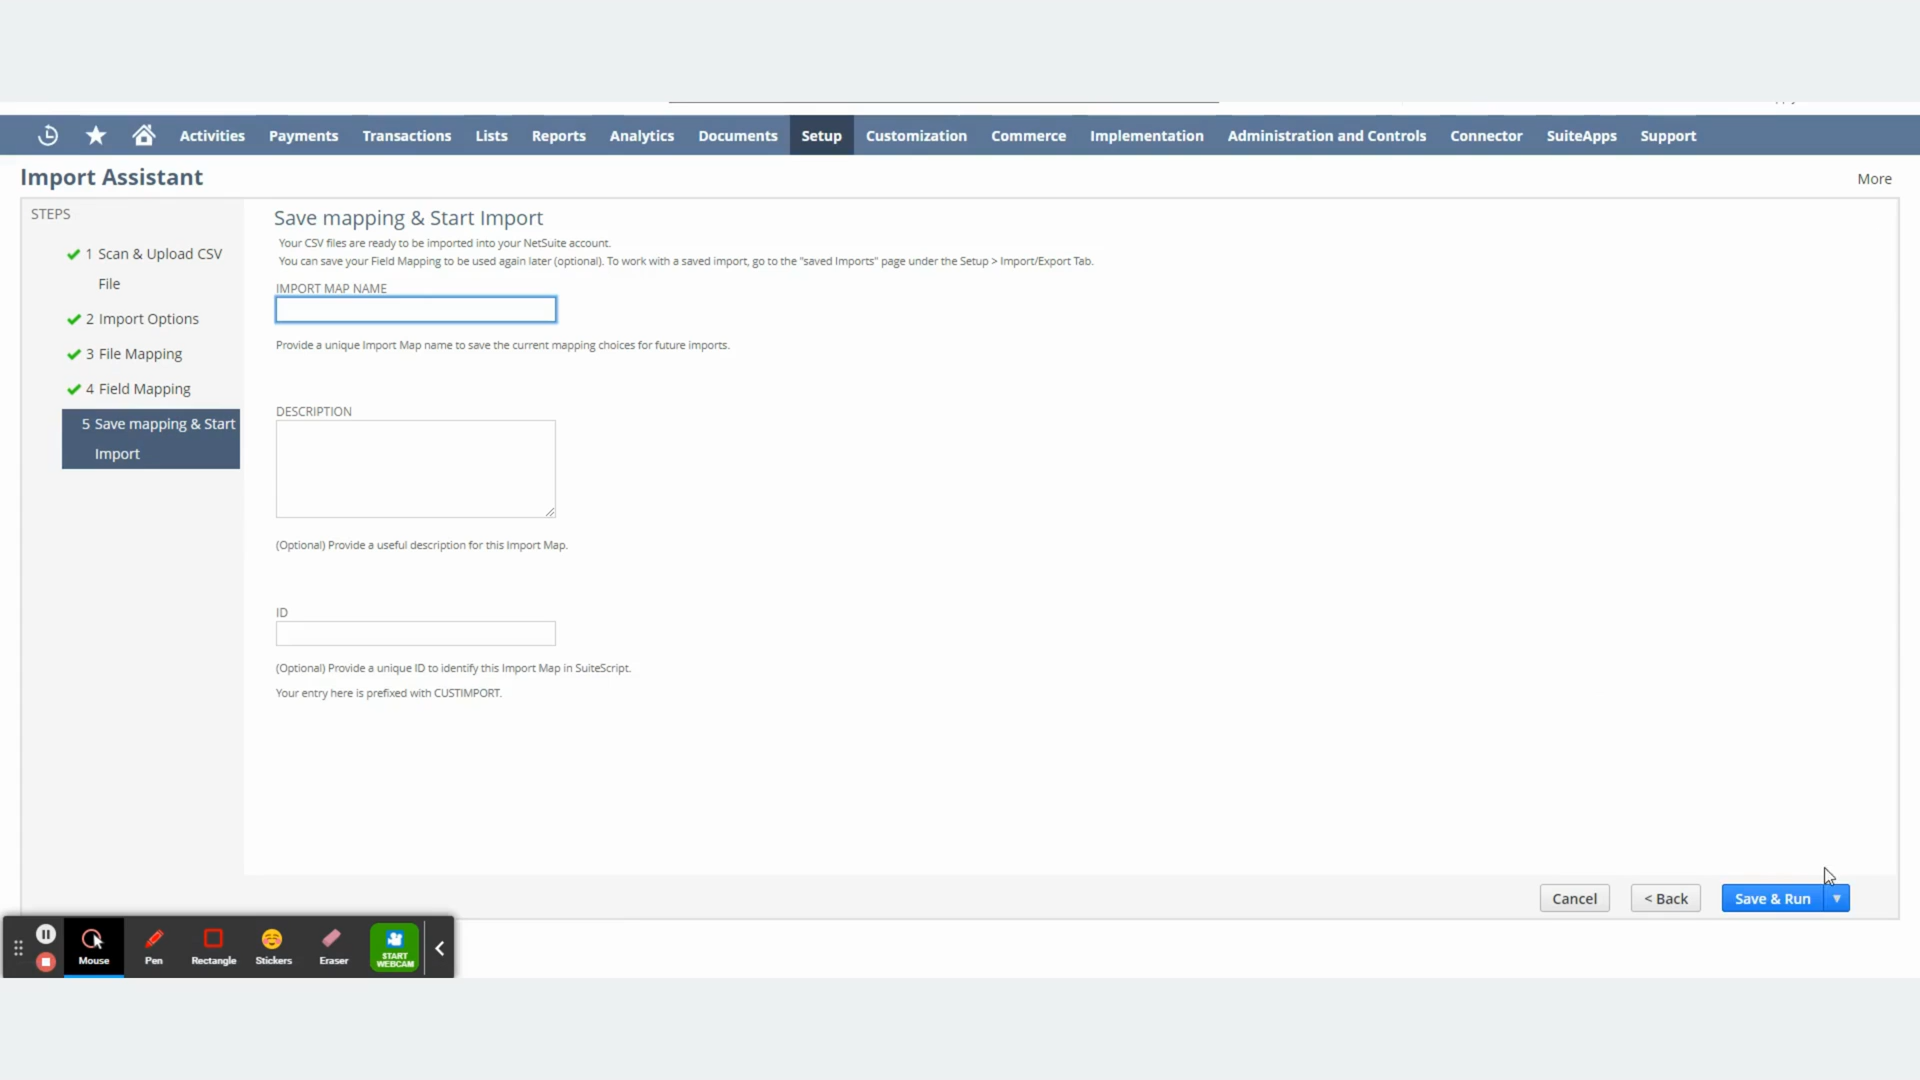 Activities Payments Transactions Lists Reports Analytics Documents Setup Customization Commerce Implementation Administration and Controls Connector SuiteApps Support
Import Assistant
More
STEPS
1 Scan & Upload CSV
File
2 Import Options
3 File Mapping
4 Field Mapping
5 Save mapping & Start
Import
Save mapping & Start Import
Your CSV files are ready to be imported into your NetSuite account.
You can save your Field Mapping to be used again later (optional). To work with a saved import, go to the "saved Imports" page under the Setup > Import/Export Tab.
IMPORT MAP NAME
Provide a unique Import Map name to save the current mapping choices for future imports.
DESCRIPTION
(Optional) Provide a useful description for this Import Map.
ID
(Optional) Provide a unique ID to identify this Import Map in SuiteScript.
Your entry here is prefixed with CUSTIMPORT.
Cancel < Back Save & Run
Mouse Pen Rectangle Stickers Eraser START
WEBCAM